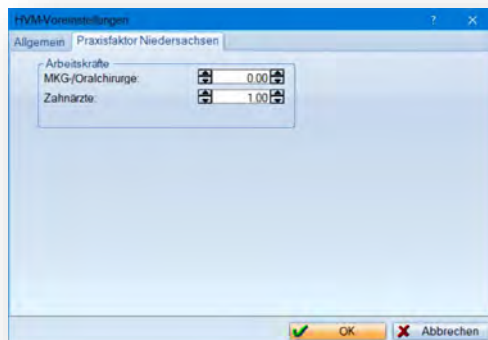 HVM-Voreinstellungen ? ×
Allgemein Praxisfaktor Niedersachsen
Arbeitskräfte
MKG-/Oralchirurge: 0.00
Zahnärzte: 1.00
OK Abbrechen